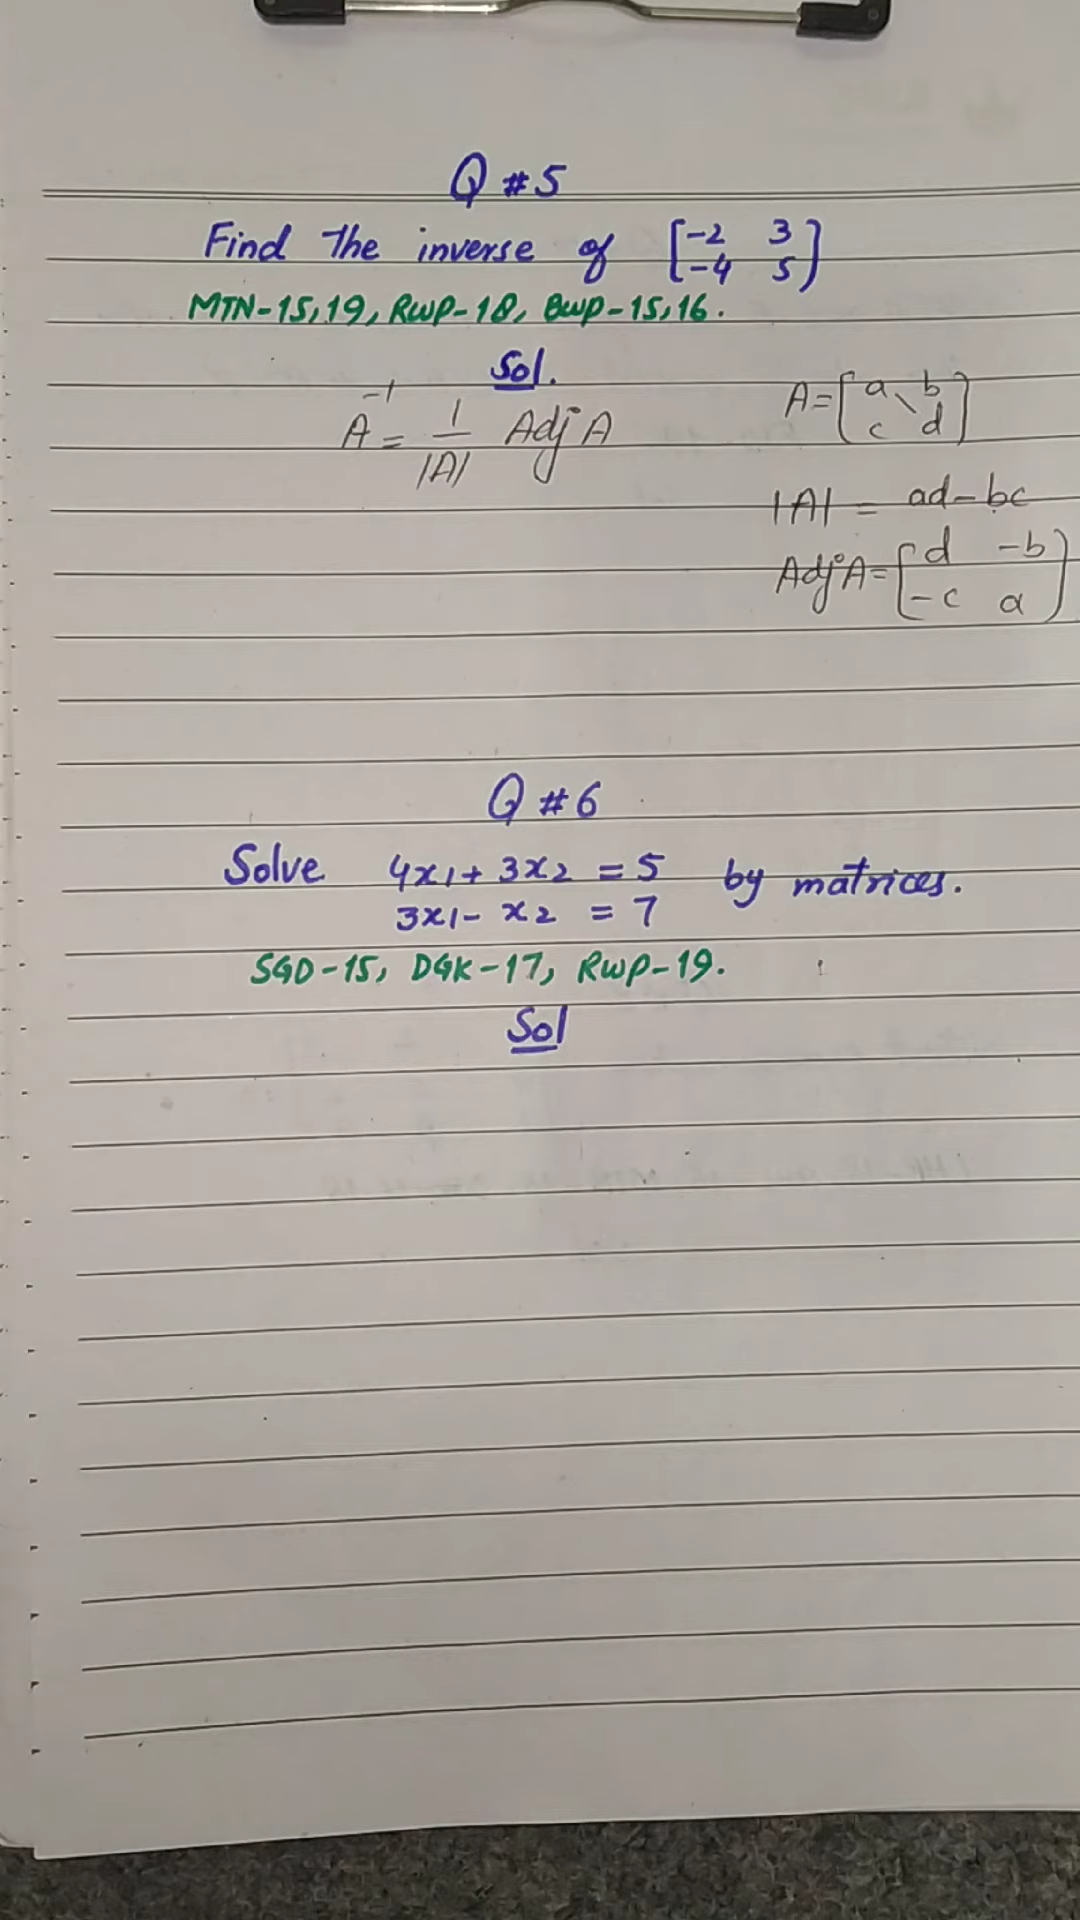 Q #5
Find The inverse of [-2 3
-4 5]
MTN-15,19, RWP-18, BWP-15,16.
Sol.
A⁻¹ = 1/|A| Adj A
A = [a b
c d]
|A| = ad - bc
Adj A = [d -b
-c a]
Q #6
Solve 4x1 + 3x2 = 5 by matrices.
3x1 - x2 = 7
SGD-15, DGK-17, RWP-19.
Sol